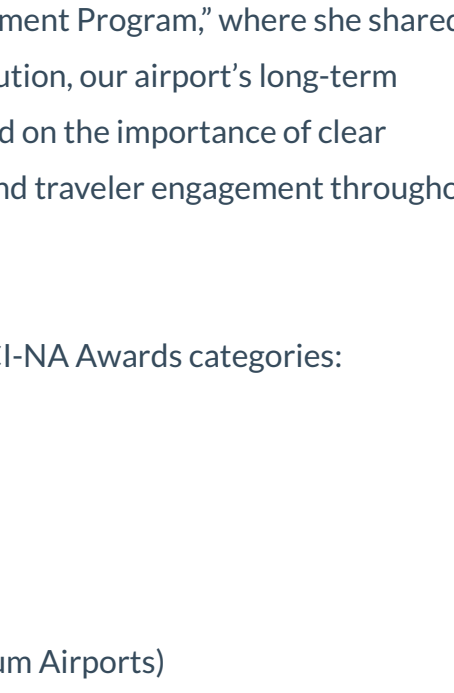 ment Program,” where she shared
ution, our airport’s long-term
d on the importance of clear
nd traveler engagement througho
CI-NA Awards categories:
um Airports)